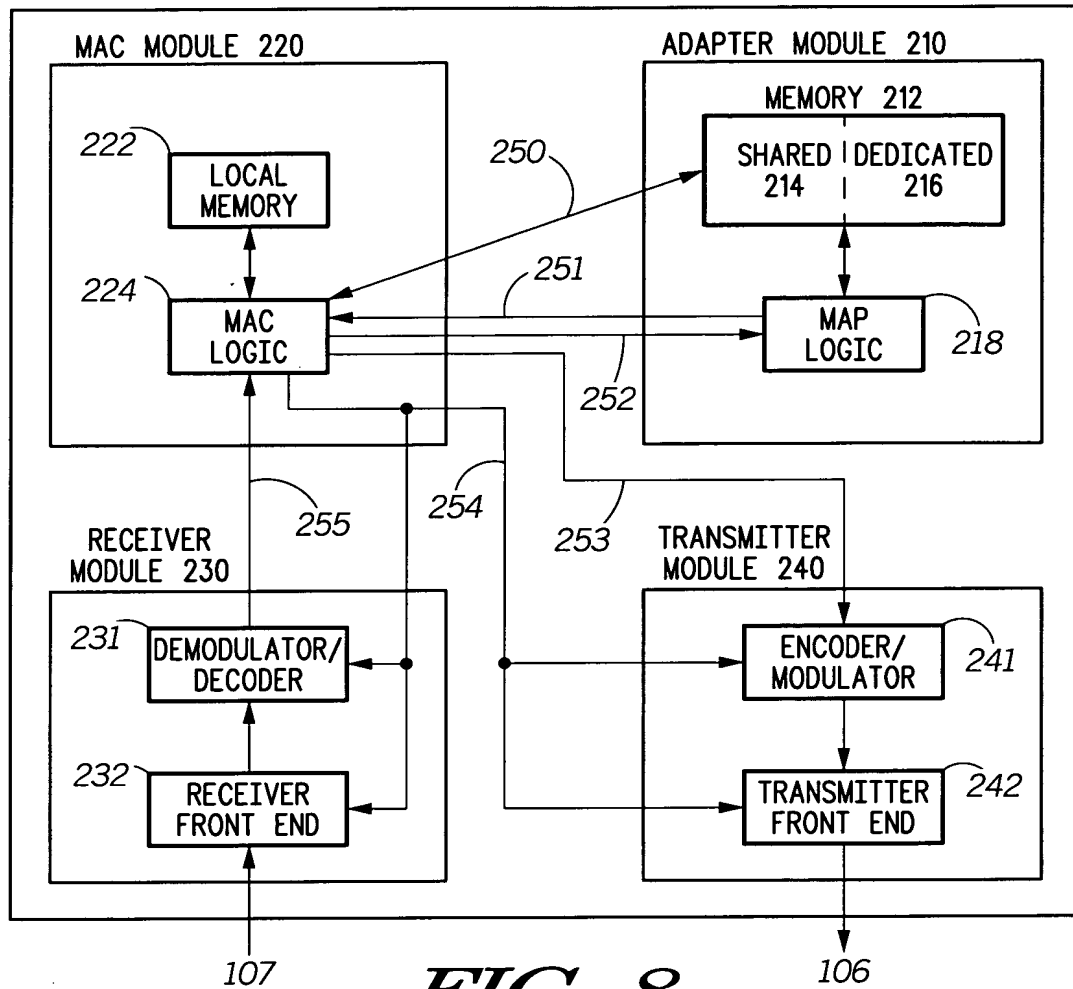 MAC MODULE 220
ADAPTER MODULE 210
MEMORY 212
SHARED
214
DEDICATED
216
222
LOCAL
MEMORY
250
224
MAC
LOGIC
251
252
MAP
LOGIC
218
255
254
253
RECEIVER
MODULE 230
TRANSMITTER
MODULE 240
231
DEMODULATOR/
DECODER
ENCODER/
MODULATOR
241
232
RECEIVER
FRONT END
TRANSMITTER
FRONT END
242
107
106
FIG. 8